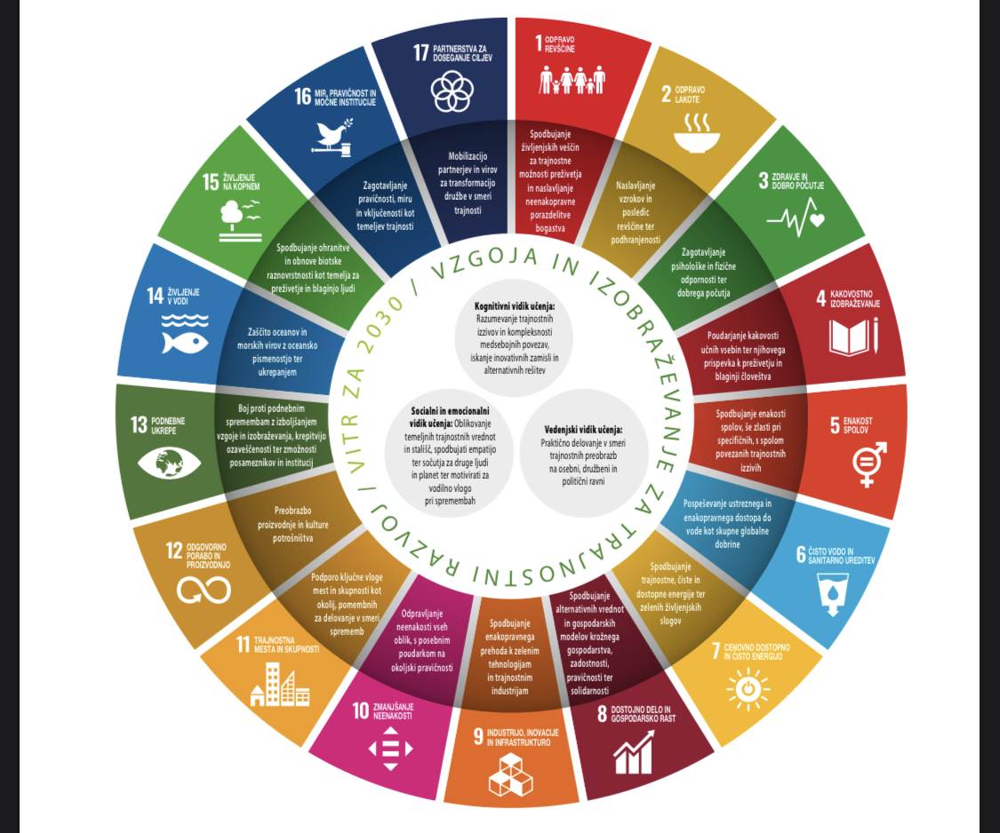 1 ODPRAVO
REVŠČINE
Spodbujanje
življenjskih veščin
za trajnostne
možnosti preživetja
in naslavljanje
neenakopravne
porazdelitve
bogastva
2 ODPRAVO
LAKOTE
Naslavljanje
vzrokov in
posledic
revščine ter
podhranjenosti
3 ZDRAVJE IN
DOBRO POČUTJE
Zagotavljanje
psihološke in fizične
odpornosti ter
dobrega počutja
4 KAKOVOSTNO
IZOBRAŽEVANJE
Poudarjanje kakovosti
učnih vsebin ter njihovega
prispevka k preživetju in
blaginji človeštva
5 ENAKOST
SPOLOV
Spodbujanje enakosti
spolov, še zlasti pri
specifičnih, s spolom
povezanih trajnostnih
izzivih
6 ČISTO VODO IN
SANITARNO UREDITEV
Pospeševanje ustreznega in
enakopravnega dostopa do
vode kot skupne globalne
dobrine
7 CENOVNO DOSTOPNO
IN ČISTO ENERGIJO
Spodbujanje
trajnostne, čiste in
dostopne energije ter
zelenih življenjskih
slogov
8 DOSTOJNO DELO IN
GOSPODARSKO RAST
Spodbujanje
alternativnih vrednot
in gospodarskih
modelov krožnega
gospodarstva,
zadostnosti,
pravičnosti ter
solidarnosti
9 INDUSTRIJO, INOVACIJE
IN INFRASTRUKTURO
Spodbujanje
enakopravnega
prehoda k zelenim
tehnologijam
in trajnostnim
industrijam
10 ZMANJŠANJE
NEENAKOSTI
Odpravljanje
neenakosti vseh
oblik, s posebnim
poudarkom na
okoljski pravičnosti
11 TRAJNOSTNA
MESTA IN SKUPNOSTI
Podporo ključne vloge
mest in skupnosti kot
okolij, pomembnih
za delovanje v smeri
sprememb
12 ODGOVORNO
PORABO IN
PROIZVODNJO
Preobrazbo
proizvodnje in kulture
potrošništva
13 PODNEBNE
UKREPE
Boj proti podnebnim
spremembam z izboljšanjem
vzgoje in izobraževanja, krepitvijo
ozaveščenosti ter zmožnosti
posameznikov in institucij
14 ŽIVLJENJE
V VODI
Zaščito oceanov in
morskih virov z oceansko
pismenostjo ter
ukrepanjem
15 ŽIVLJENJE
NA KOPNEM
Spodbujanje ohranitve
in obnove biotske
raznovrstnosti kot temelja za
preživetje in blaginjo ljudi
16 MIR, PRAVIČNOST IN
MOČNE INSTITUCIJE
Zagotavljanje
pravičnosti, miru
in vključenosti kot
temeljev trajnosti
17 PARTNERSTVA ZA
DOSEGANJE CILJEV
Mobilizacijo
partnerjev in virov
za transformacijo
družbe v smeri
trajnosti
VZGOJA IN IZOBRAŽEVANJE ZA TRAJNOSTNI RAZVOJ / VITR ZA 2030 /
Kognitivni vidik učenja:
Razumevanje trajnostnih
izzivov in kompleksnosti
medsebojnih povezav,
iskanje inovativnih zamisli in
alternativnih rešitev
Socialni in emocionalni
vidik učenja: Oblikovanje
temeljnih trajnostnih vrednot
in stališč, spodbujati empatijo
ter sočutja za druge ljudi
in planet ter motivirati za
vodilno vlogo
pri spremembah
Vedenjski vidik učenja:
Praktično delovanje v smeri
trajnostnih preobrazb
na osebni, družbeni in
politični ravni